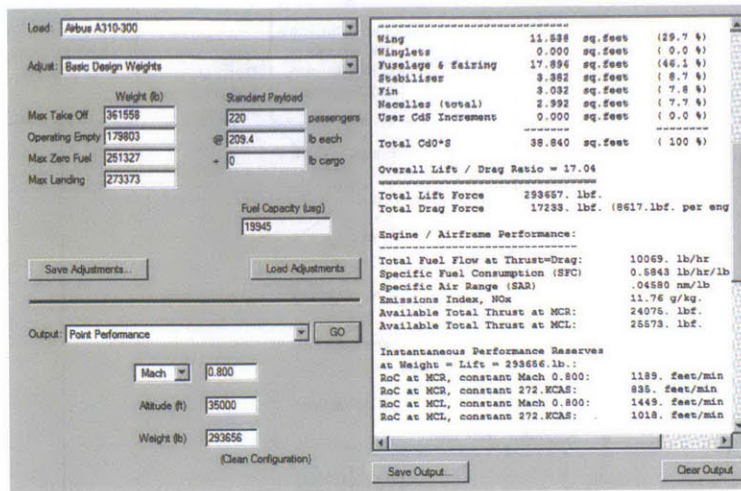 Load: Airbus A310-300
Adjust: Basic Design Weights
Weight (lb)
Standard Payload
Max Take Off 361558
220 passengers
Operating Empty 179803
@ 209.4 lb each
Max Zero Fuel 251327
+ 0 lb cargo
Max Landing 273373
Fuel Capacity (usg)
19945
Save Adjustments...
Load Adjustments
Output: Point Performance
GO
Mach 0.800
Altitude (ft) 35000
Weight (lb) 293656
(Clean Configuration)
----------------------------
Wing 11.538 sq.feet (29.7 %)
Winglets 0.000 sq.feet ( 0.0 %)
Fuselage & fairing 17.896 sq.feet (46.1 %)
Stabiliser 3.382 sq.feet ( 8.7 %)
Fin 3.032 sq.feet ( 7.8 %)
Nacelles (total) 2.992 sq.feet ( 7.7 %)
User CdS Increment 0.000 sq.feet ( 0.0 %)
------- --------
Total Cd0*S 38.840 sq.feet ( 100 %)
Overall Lift / Drag Ratio = 17.04
================================
Total Lift Force 293657. lbf.
Total Drag Force 17233. lbf. (8617.lbf. per eng
Engine / Airframe Performance:
------------------------------
Total Fuel Flow at Thrust=Drag: 10069. lb/hr
Specific Fuel Consumption (SFC) 0.5843 lb/hr/lb
Specific Air Range (SAR) .04580 nm/lb
Emissions Index, NOx 11.76 g/kg.
Available Total Thrust at MCR: 24075. lbf.
Available Total Thrust at MCL: 25573. lbf.
Instantaneous Performance Reserves
at Weight = Lift = 293656.lb.:
RoC at MCR, constant Mach 0.800: 1189. feet/min
RoC at MCR, constant 272.KCAS: 835. feet/min
RoC at MCL, constant Mach 0.800: 1449. feet/min
RoC at MCL, constant 272.KCAS: 1018. feet/min
Save Output...
Clear Output